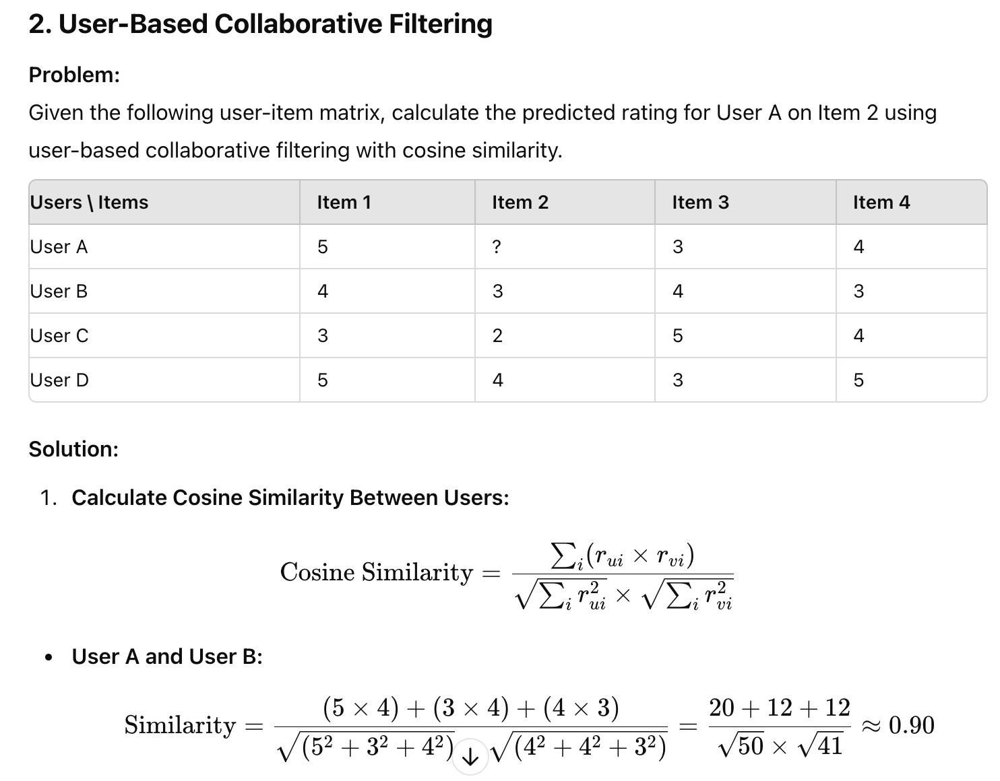 2. User-Based Collaborative Filtering
Problem:
Given the following user-item matrix, calculate the predicted rating for User A on Item 2 using
user-based collaborative filtering with cosine similarity.
Users \ Items Item 1 Item 2 Item 3 Item 4
User A 5 ? 3 4
User B 4 3 4 3
User C 3 2 5 4
User D 5 4 3 5
Solution:
1. Calculate Cosine Similarity Between Users:
Cosine Similarity = \frac{\sum_i (r_{ui} \times r_{vi})}{\sqrt{\sum_i r_{ui}^2} \times \sqrt{\sum_i r_{vi}^2}}
• User A and User B:
Similarity = \frac{(5 \times 4) + (3 \times 4) + (4 \times 3)}{\sqrt{(5^2 + 3^2 + 4^2)} \sqrt{(4^2 + 4^2 + 3^2)}} = \frac{20 + 12 + 12}{\sqrt{50} \times \sqrt{41}} ≈ 0.90